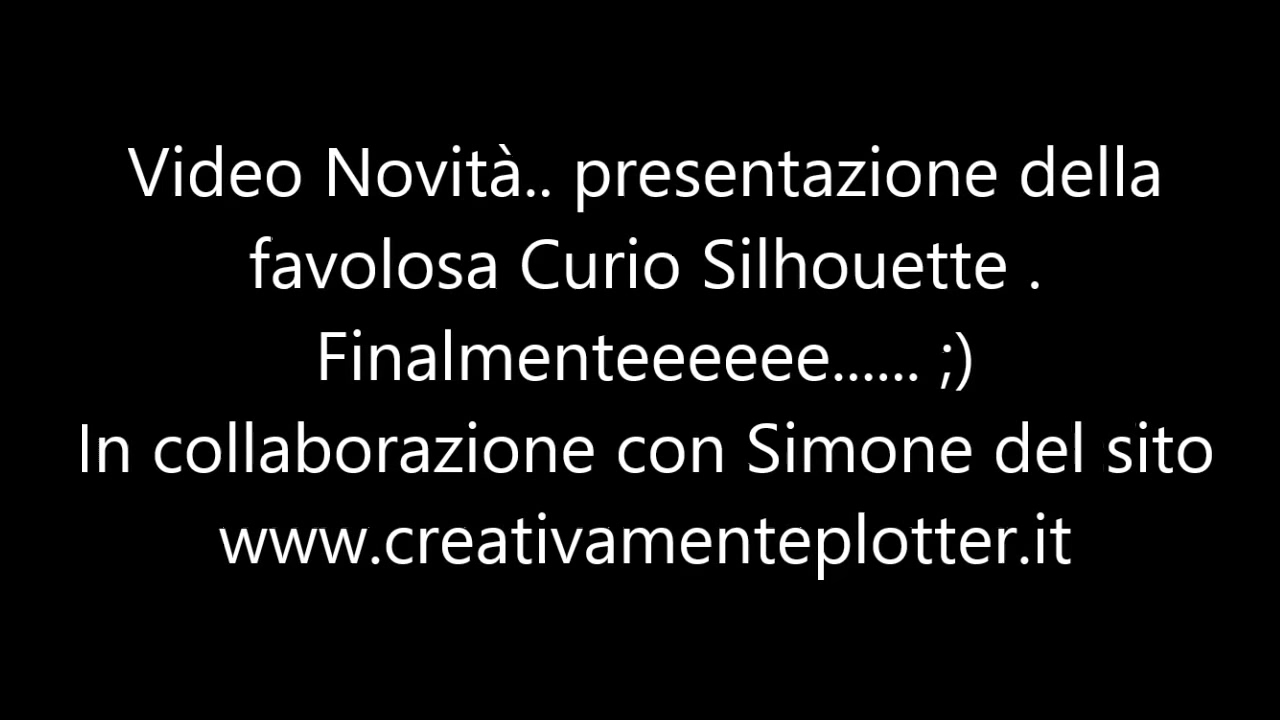 Video Novità.. presentazione della
favolosa Curio Silhouette .
Finalmenteeeeee...... ;)
In collaborazione con Simone del sito
www.creativamenteplotter.it